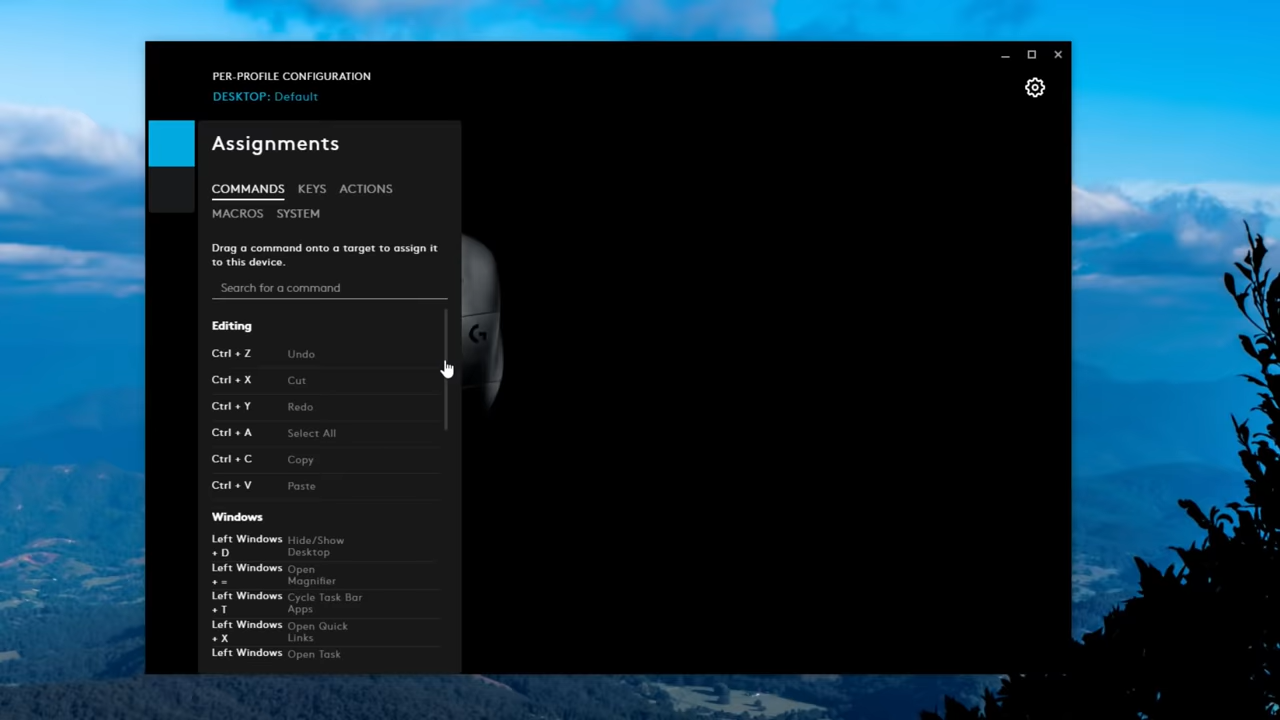 PER-PROFILE CONFIGURATION
DESKTOP: Default
Assignments
COMMANDS KEYS ACTIONS
MACROS SYSTEM
Drag a command onto a target to assign it
to this device.
Search for a command
Editing
Ctrl + Z Undo
Ctrl + X Cut
Ctrl + Y Redo
Ctrl + A Select All
Ctrl + C Copy
Ctrl + V Paste
Windows
Left Windows Hide/Show
+ D Desktop
Left Windows Open
+ = Magnifier
Left Windows Cycle Task Bar
+ T Apps
Left Windows Open Quick
+ X Links
Left Windows Open Task